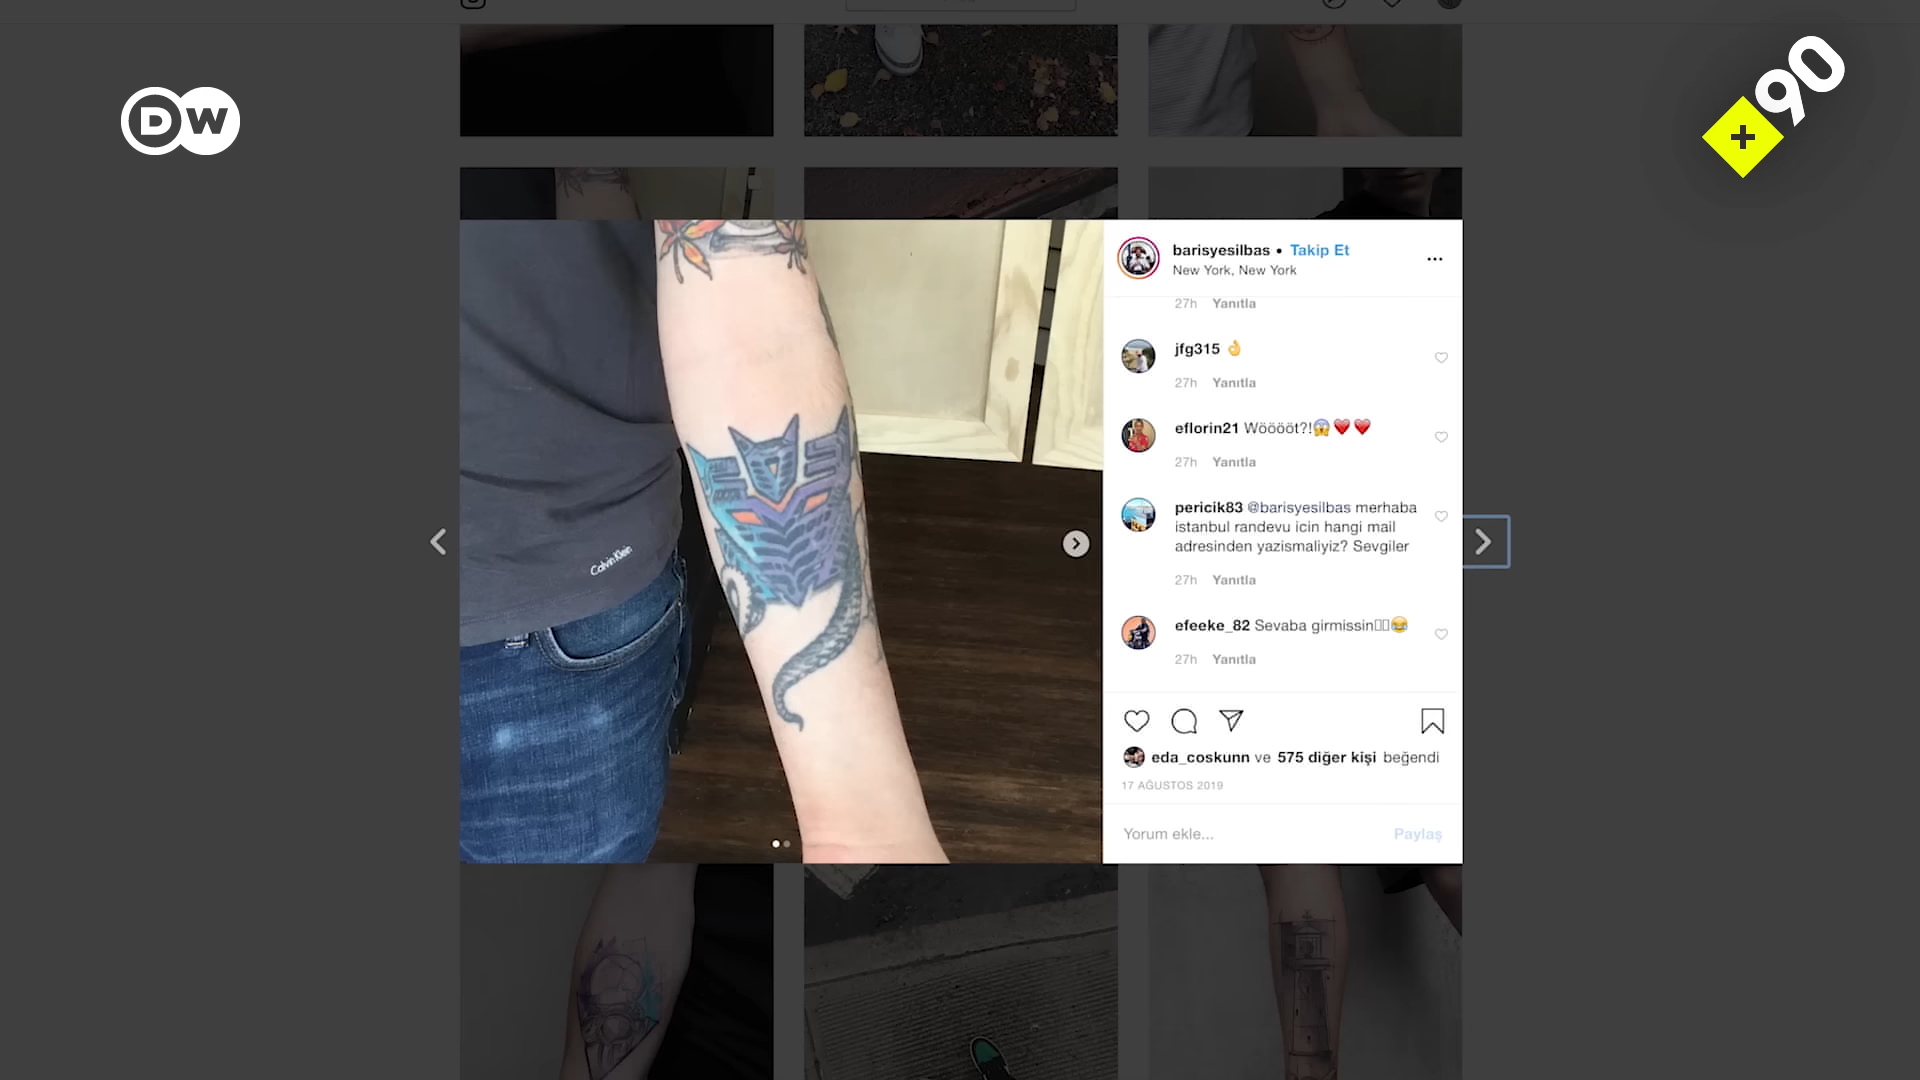 DW
+90
barisyesilbas • Takip Et
New York, New York
27h Yanıtla
jfg315 👌
27h Yanıtla
eflorin21 Wööööt?!😱❤️❤️
27h Yanıtla
pericik83 @barisyesilbas merhaba
istanbul randevu icin hangi mail
adresinden yazismaliyiz? Sevgiler
27h Yanıtla
efeeke_82 Sevaba girmissin▯▯😂
27h Yanıtla
eda_coskunn ve 575 diğer kişi beğendi
17 AĞUSTOS 2019
Yorum ekle...
Paylaş
Calvin Klein